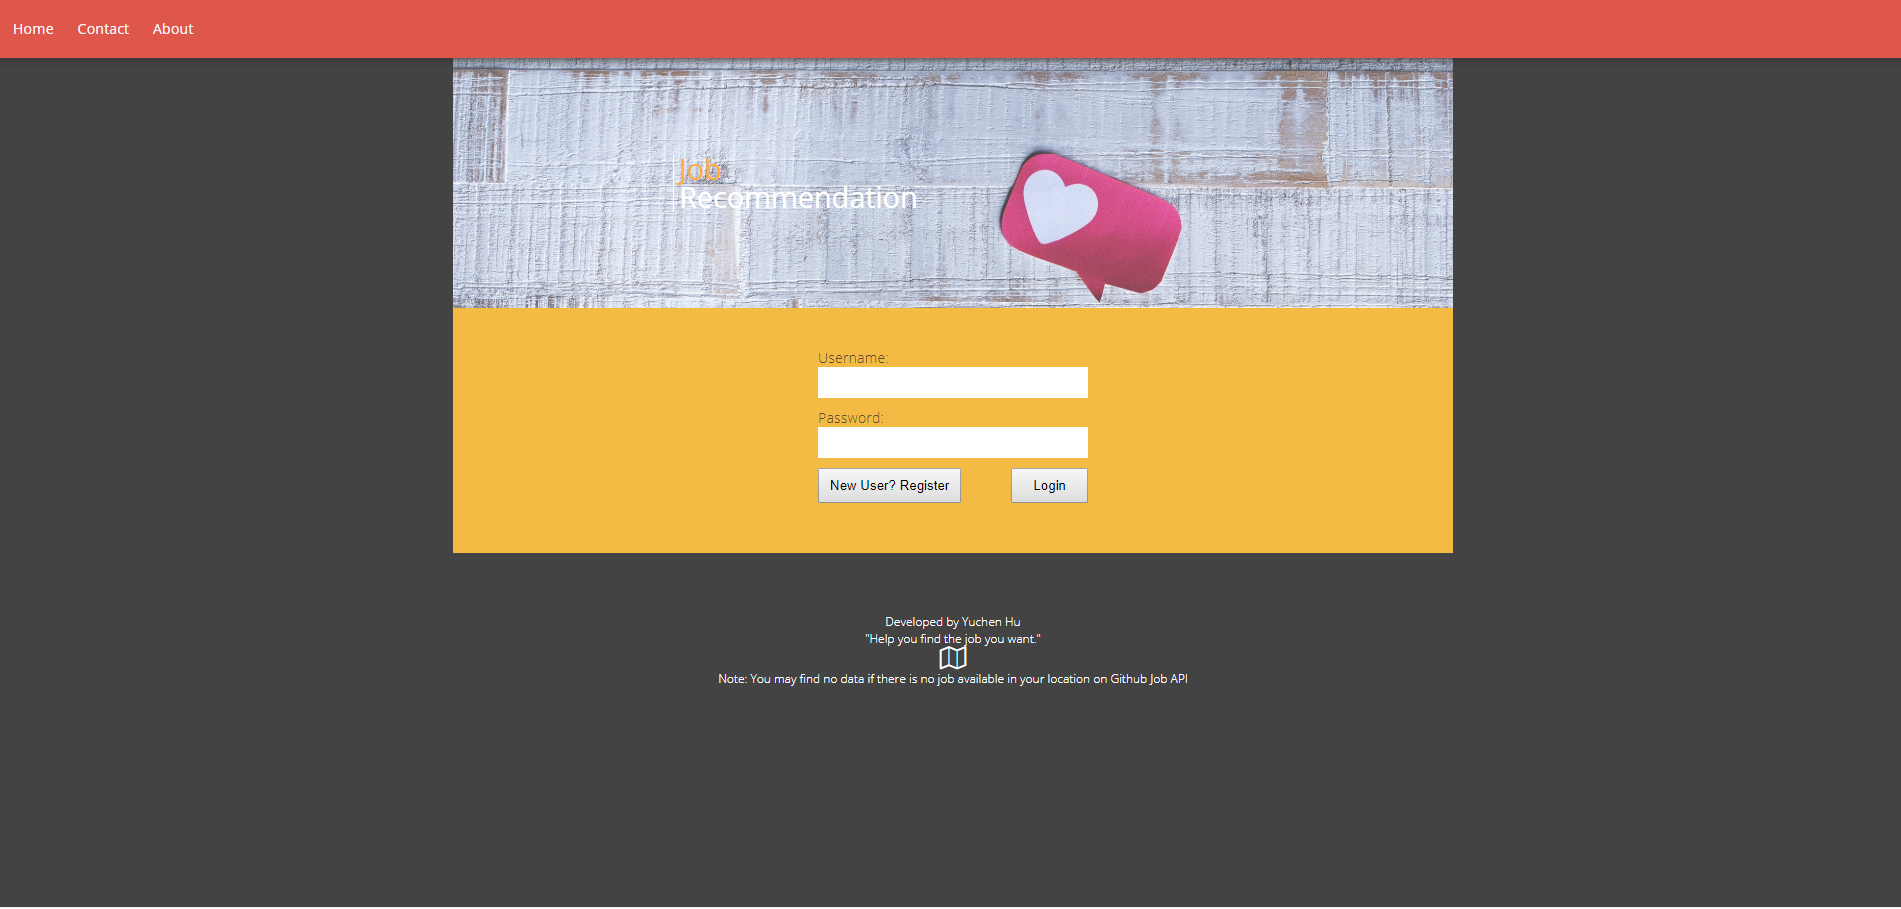 Home Contact About
Job
Recommendation
Username:
Password:
New User? Register Login
Developed by Yuchen Hu
"Help you find the job you want."
Note: You may find no data if there is no job available in your location on Github Job API